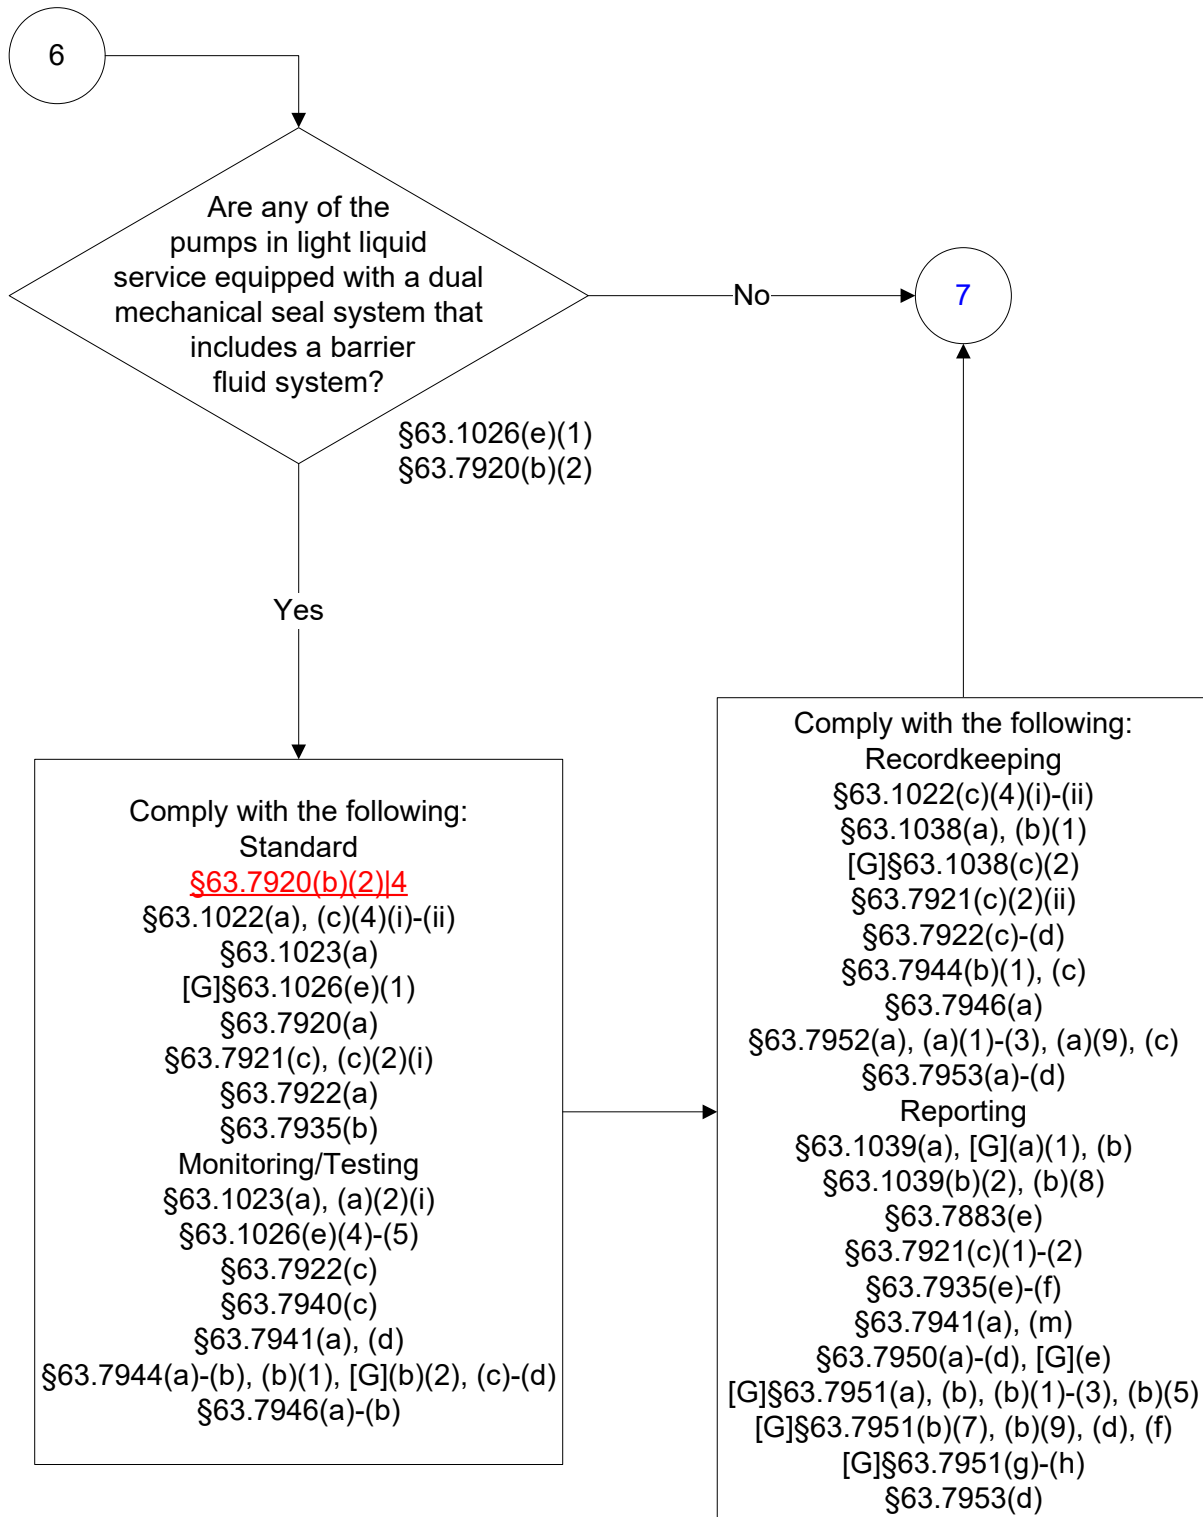 6
Are any of the
pumps in light liquid
service equipped with a dual
mechanical seal system that
includes a barrier
fluid system?
No
7
§63.1026(e)(1)
§63.7920(b)(2)
Yes
Comply with the following:
Standard
§63.7920(b)(2)|4
§63.1022(a), (c)(4)(i)-(ii)
§63.1023(a)
[G]§63.1026(e)(1)
§63.7920(a)
§63.7921(c), (c)(2)(i)
§63.7922(a)
§63.7935(b)
Monitoring/Testing
§63.1023(a), (a)(2)(i)
§63.1026(e)(4)-(5)
§63.7922(c)
§63.7940(c)
§63.7941(a), (d)
§63.7944(a)-(b), (b)(1), [G](b)(2), (c)-(d)
§63.7946(a)-(b)
Comply with the following:
Recordkeeping
§63.1022(c)(4)(i)-(ii)
§63.1038(a), (b)(1)
[G]§63.1038(c)(2)
§63.7921(c)(2)(ii)
§63.7922(c)-(d)
§63.7944(b)(1), (c)
§63.7946(a)
§63.7952(a), (a)(1)-(3), (a)(9), (c)
§63.7953(a)-(d)
Reporting
§63.1039(a), [G](a)(1), (b)
§63.1039(b)(2), (b)(8)
§63.7883(e)
§63.7921(c)(1)-(2)
§63.7935(e)-(f)
§63.7941(a), (m)
§63.7950(a)-(d), [G](e)
[G]§63.7951(a), (b), (b)(1)-(3), (b)(5)
[G]§63.7951(b)(7), (b)(9), (d), (f)
[G]§63.7951(g)-(h)
§63.7953(d)